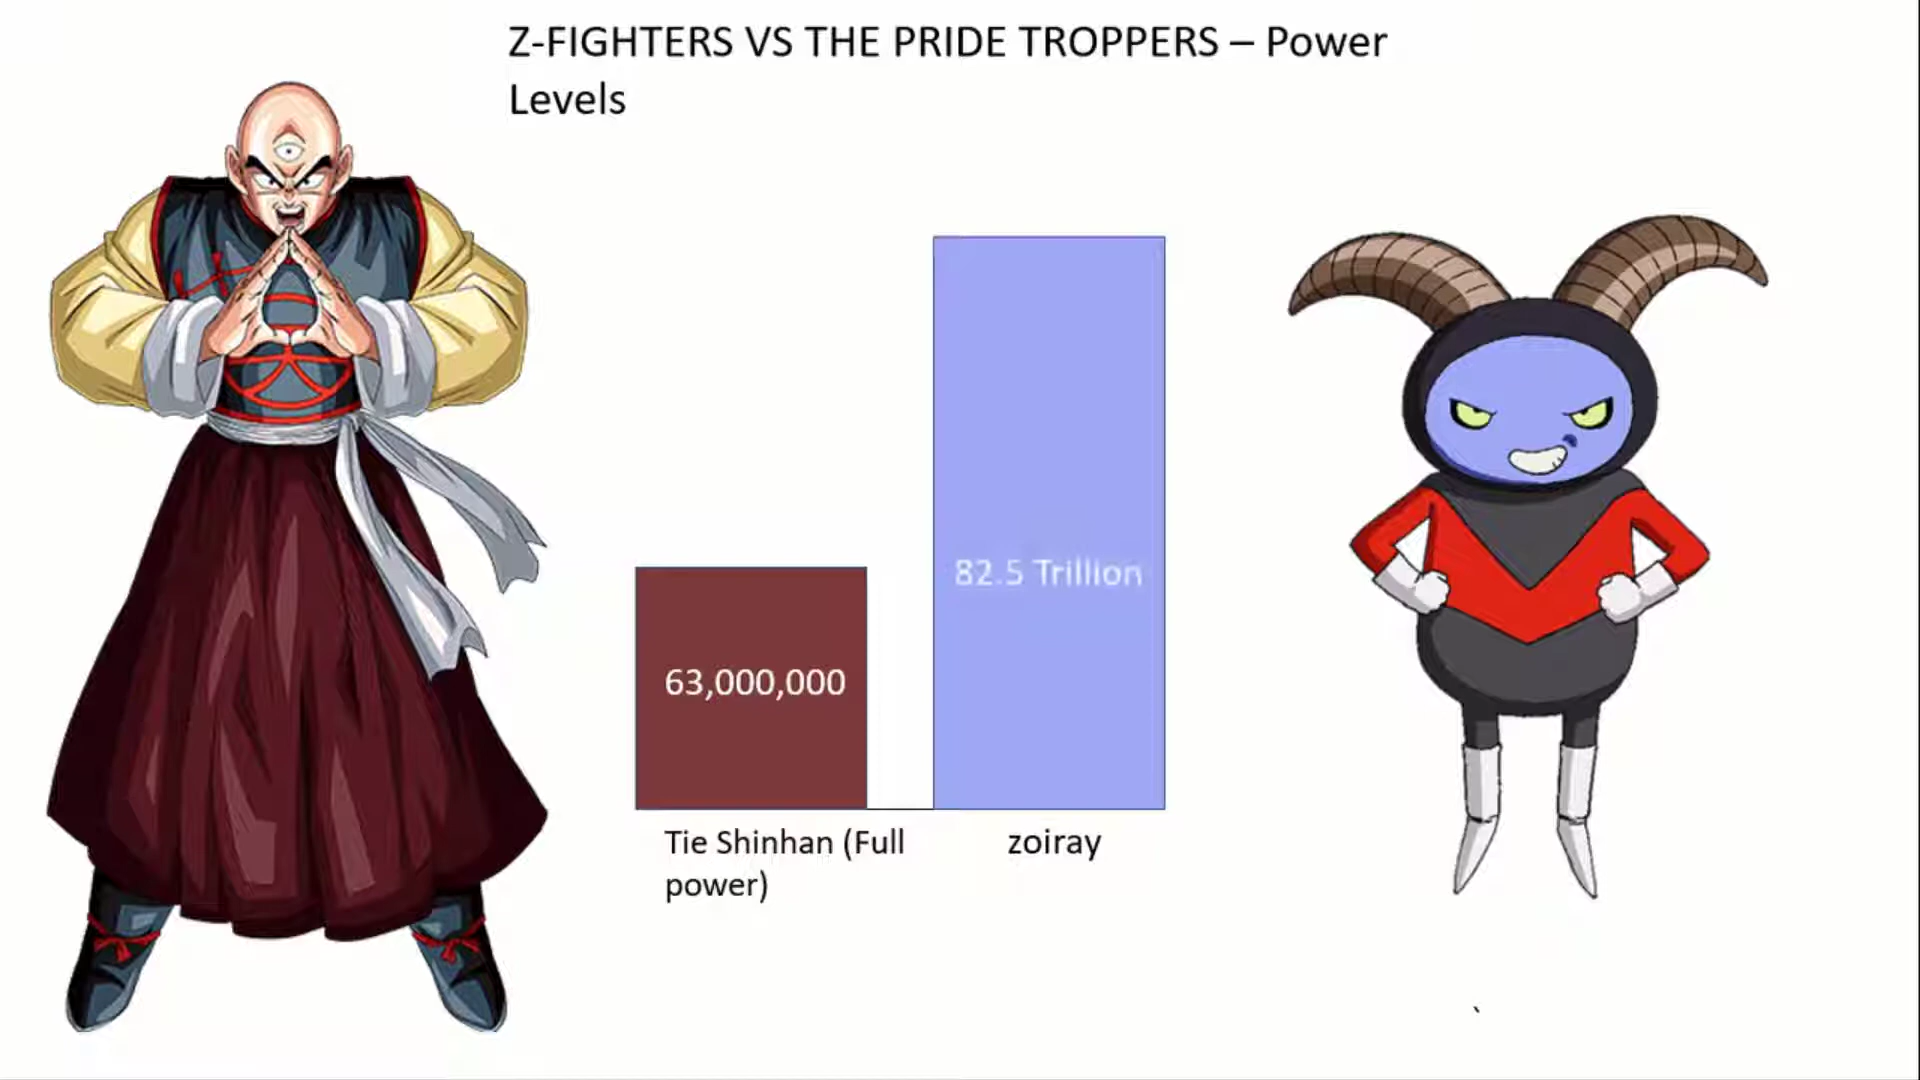 Z-FIGHTERS VS THE PRIDE TROPPERS – Power
Levels
82.5 Trillion
63,000,000
Tie Shinhan (Full
power)
zoiray